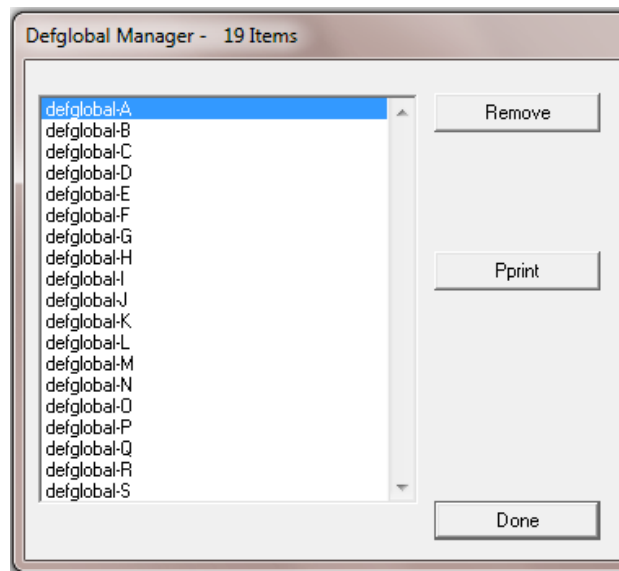 Defglobal Manager - 19 Items
defglobal-A
defglobal-B
defglobal-C
defglobal-D
defglobal-E
defglobal-F
defglobal-G
defglobal-H
defglobal-I
defglobal-J
defglobal-K
defglobal-L
defglobal-M
defglobal-N
defglobal-O
defglobal-P
defglobal-Q
defglobal-R
defglobal-S
Remove
Pprint
Done